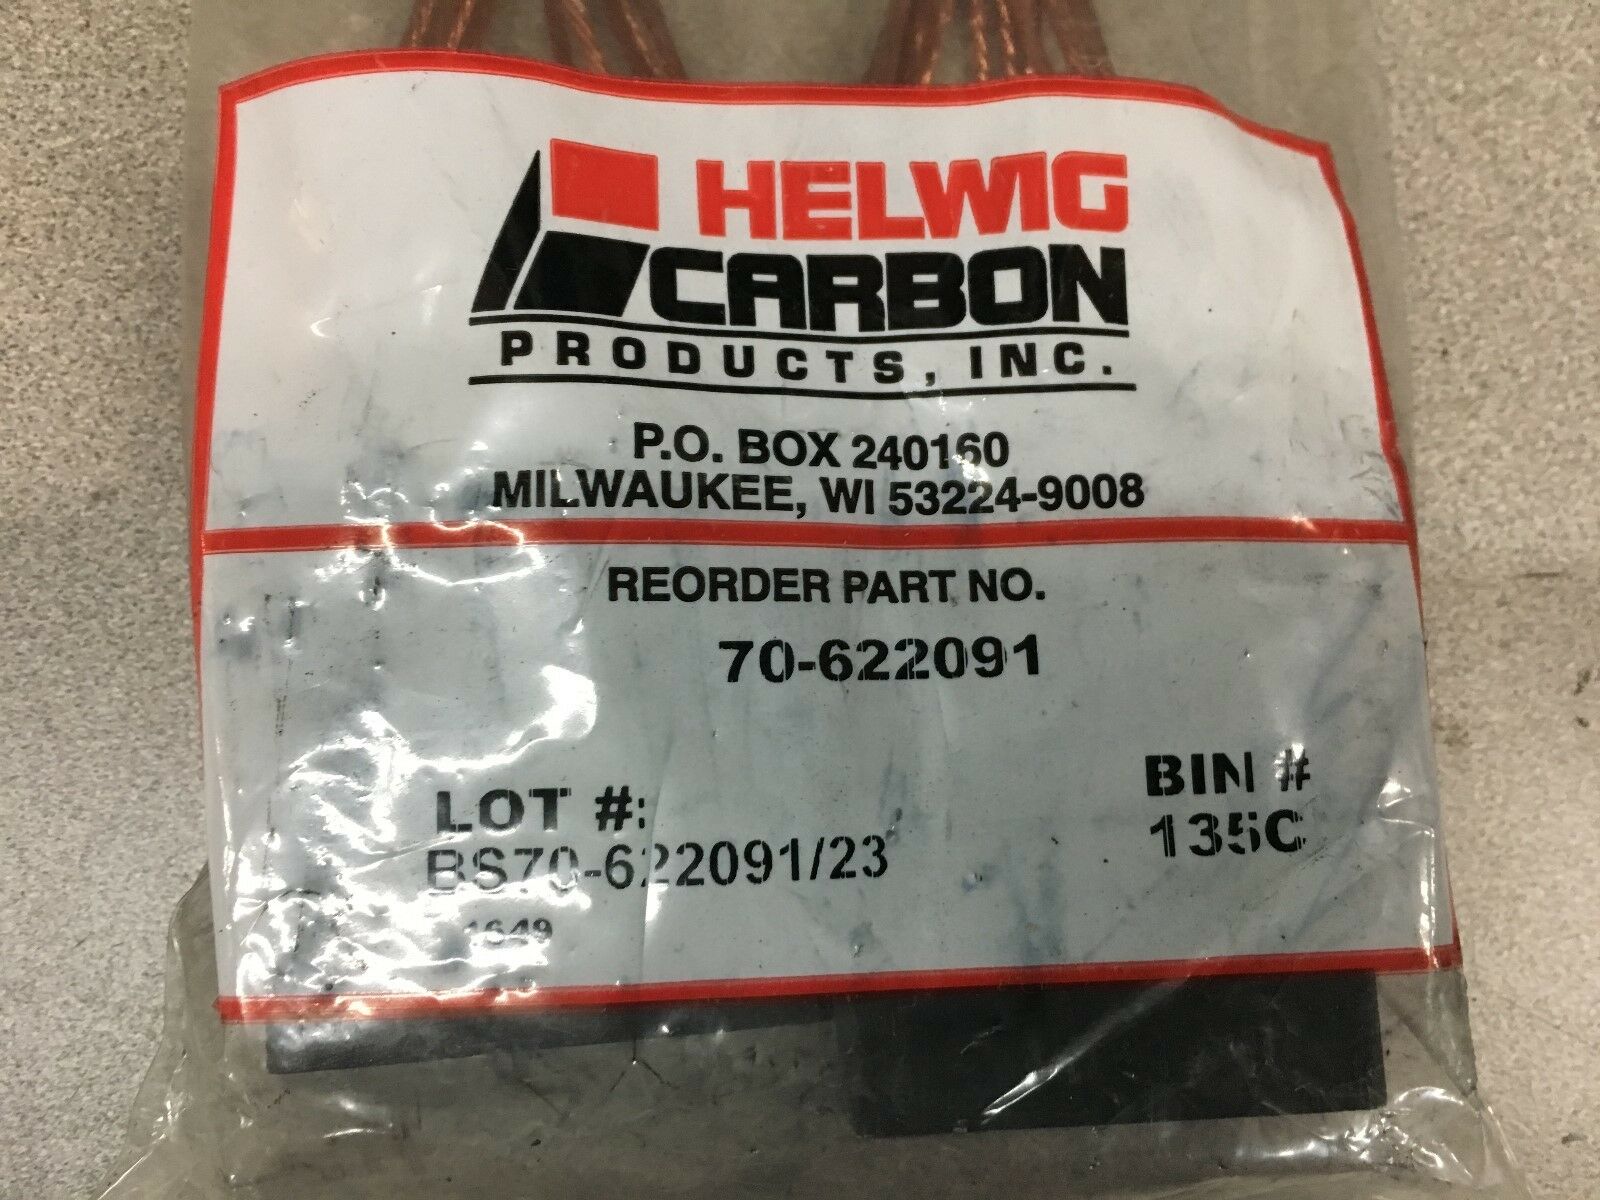 HELWIG
CARBON
PRODUCTS, INC.
P.O. BOX 240160
MILWAUKEE, WI 53224-9008
REORDER PART NO.
70-622091
LOT #:
BS70-622091/23
1649
BIN #
135C